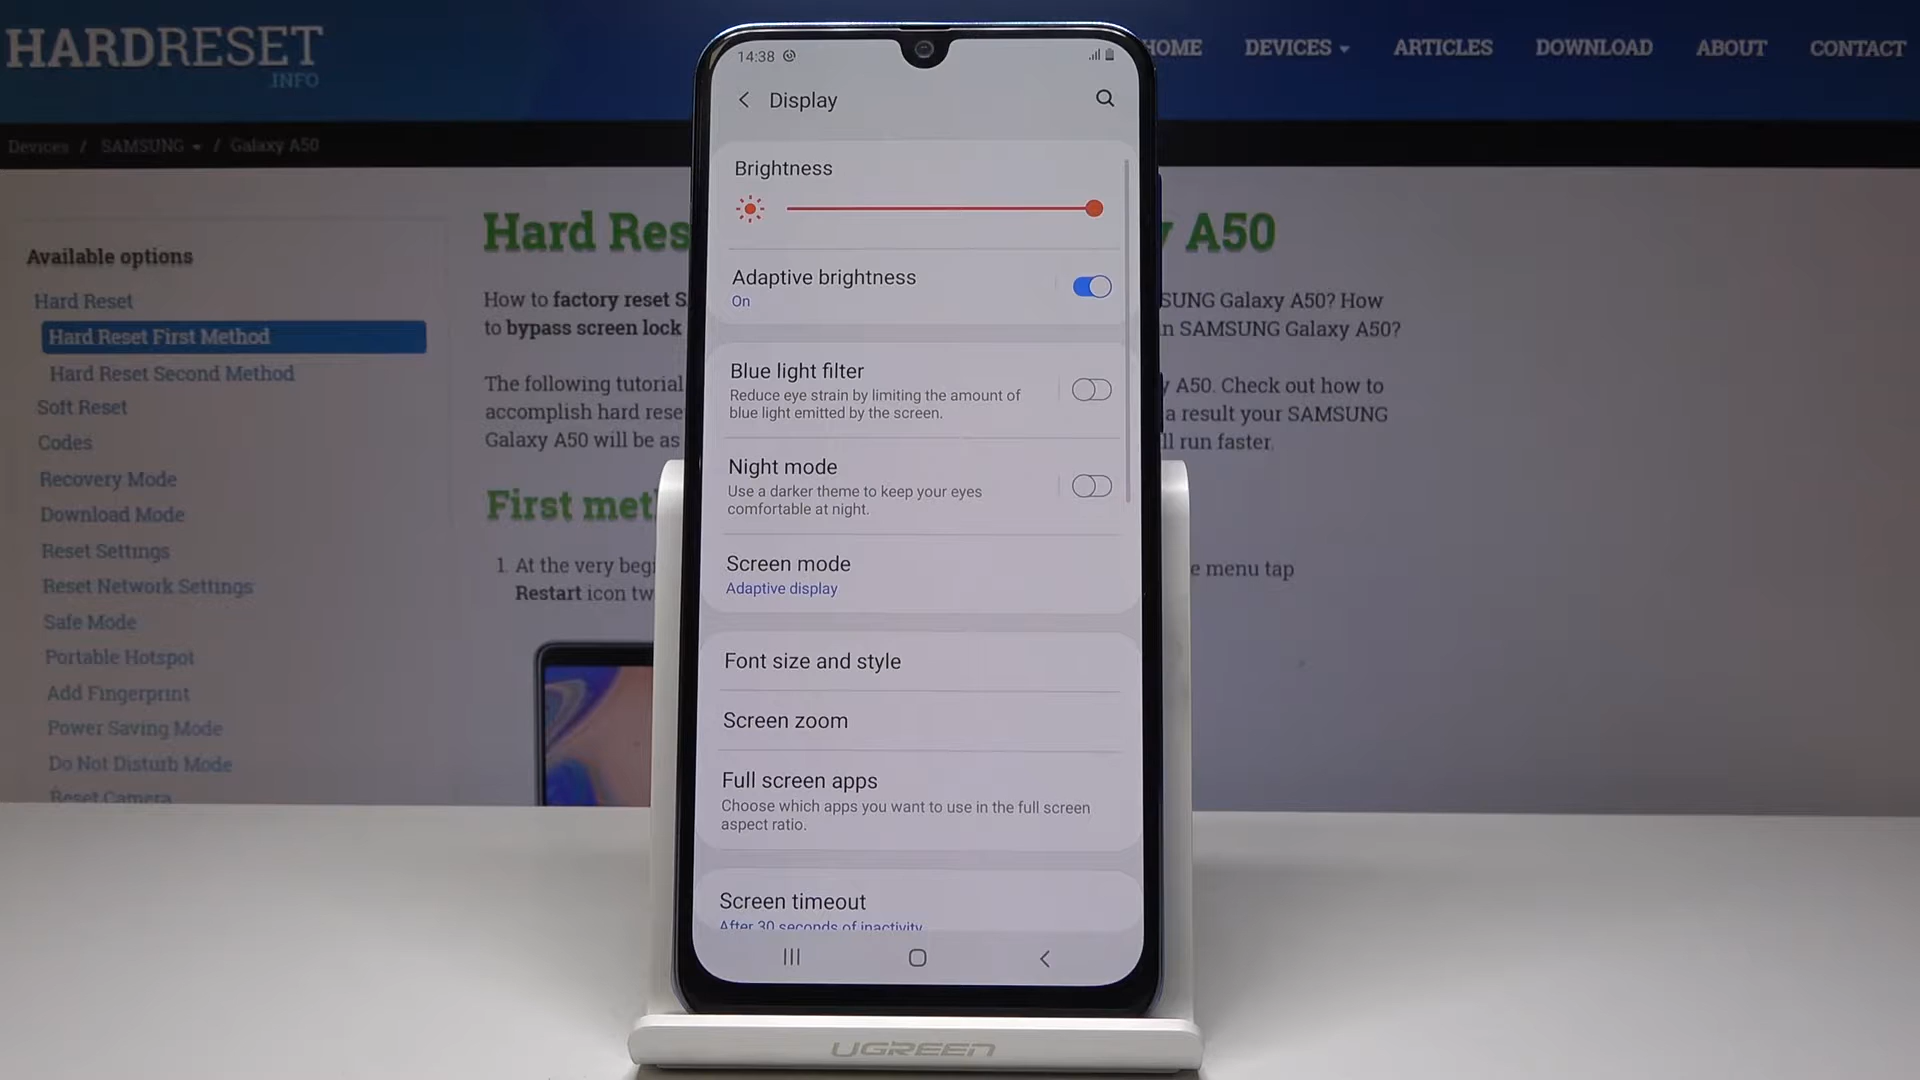 HARDRESET
.INFO
HOME DEVICES ARTICLES DOWNLOAD ABOUT CONTACT
Devices / SAMSUNG / Galaxy A50
Available options
Hard Reset
Hard Reset First Method
Hard Reset Second Method
Soft Reset
Codes
Recovery Mode
Download Mode
Reset Settings
Reset Network Settings
Safe Mode
Portable Hotspot
Add Fingerprint
Power Saving Mode
Do Not Disturb Mode
Reset Camera
Hard Res
y A50
How to factory reset S
SUNG Galaxy A50? How
to bypass screen lock
n SAMSUNG Galaxy A50?
The following tutorial
y A50. Check out how to
accomplish hard rese
a result your SAMSUNG
Galaxy A50 will be as
ll run faster.
First met
1. At the very begi
e menu tap
Restart icon tw
14:38
Display
Brightness
Adaptive brightness
On
Blue light filter
Reduce eye strain by limiting the amount of
blue light emitted by the screen.
Night mode
Use a darker theme to keep your eyes
comfortable at night.
Screen mode
Adaptive display
Font size and style
Screen zoom
Full screen apps
Choose which apps you want to use in the full screen
aspect ratio.
Screen timeout
After 30 seconds of inactivity
UGREEN